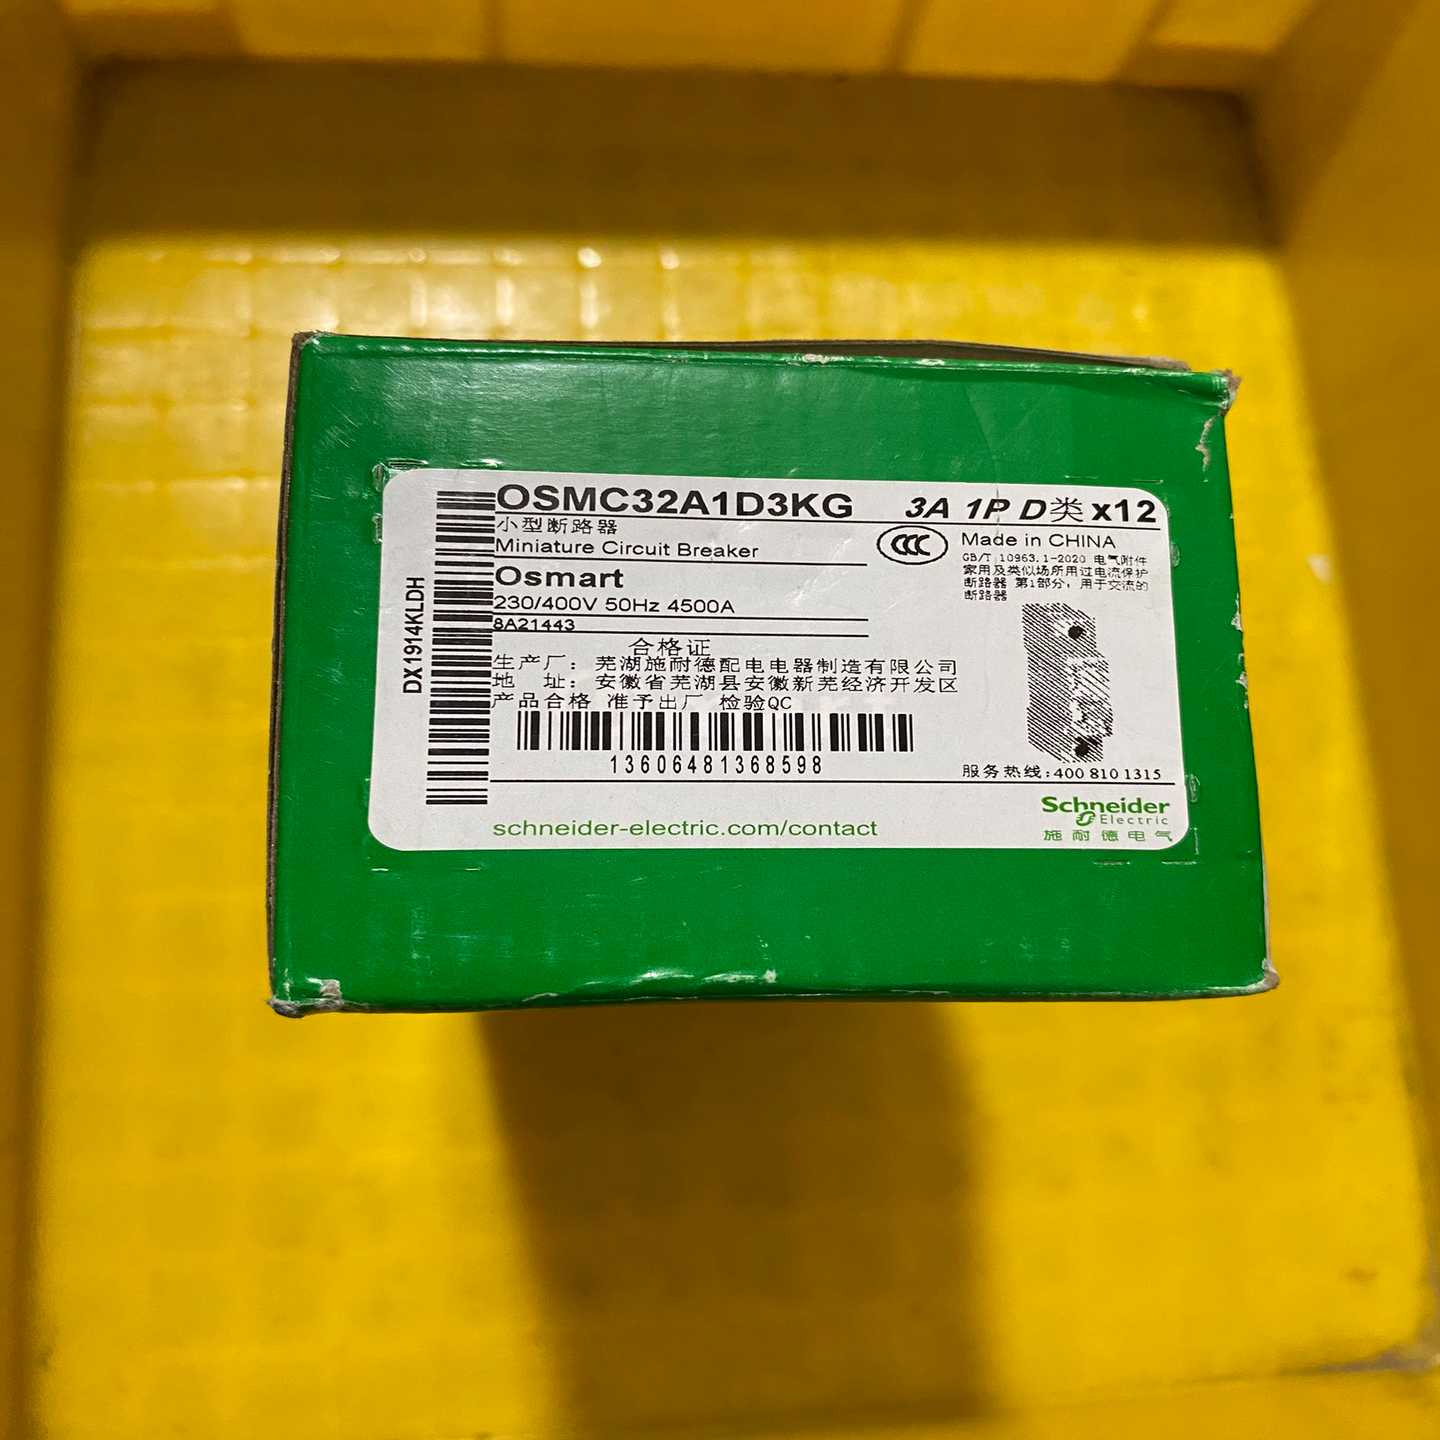 OSMC32A1D3KG 3A 1P D类 x12
小型断路器
Miniature Circuit Breaker
Osmart
230/400V 50Hz 4500A
8A21443
CCC
Made in CHINA
GB/T 10963.1-2020 电气附件
家用及类似场所用过电流保护
断路器 第1部分：用于交流的
断路器
合格证
生产厂：芜湖施耐德配电电器制造有限公司
地 址：安徽省芜湖县安徽新芜经济开发区
产品合格 准予出厂 检验QC
13606481368598
服务热线:400 810 1315
schneider-electric.com/contact
Schneider
Electric
施耐德电气
DX1914KLDH